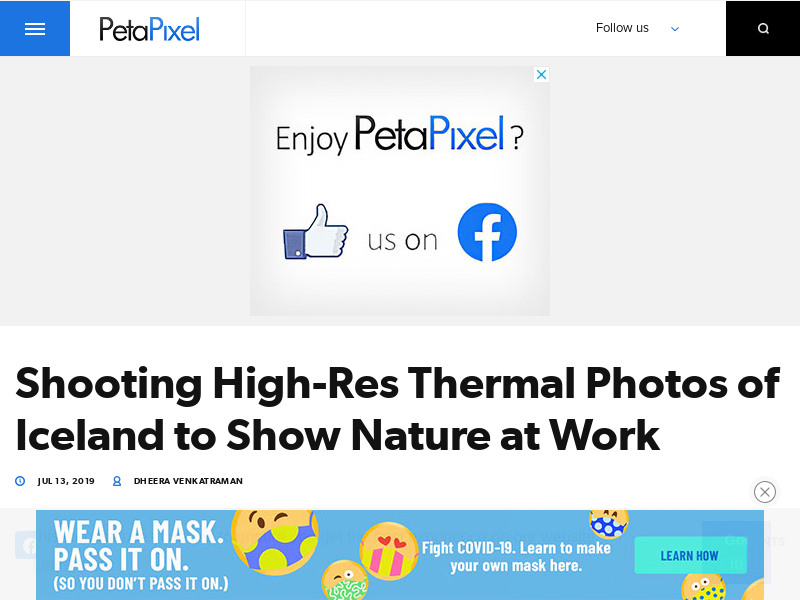 PetaPixel
Follow us
Enjoy PetaPixel?
us on
Shooting High-Res Thermal Photos of
Iceland to Show Nature at Work
JUL 13, 2019
DHEERA VENKATRAMAN
WEAR A MASK.
PASS IT ON.
(SO YOU DON'T PASS IT ON.)
Fight COVID-19. Learn to make
your own mask here.
LEARN HOW